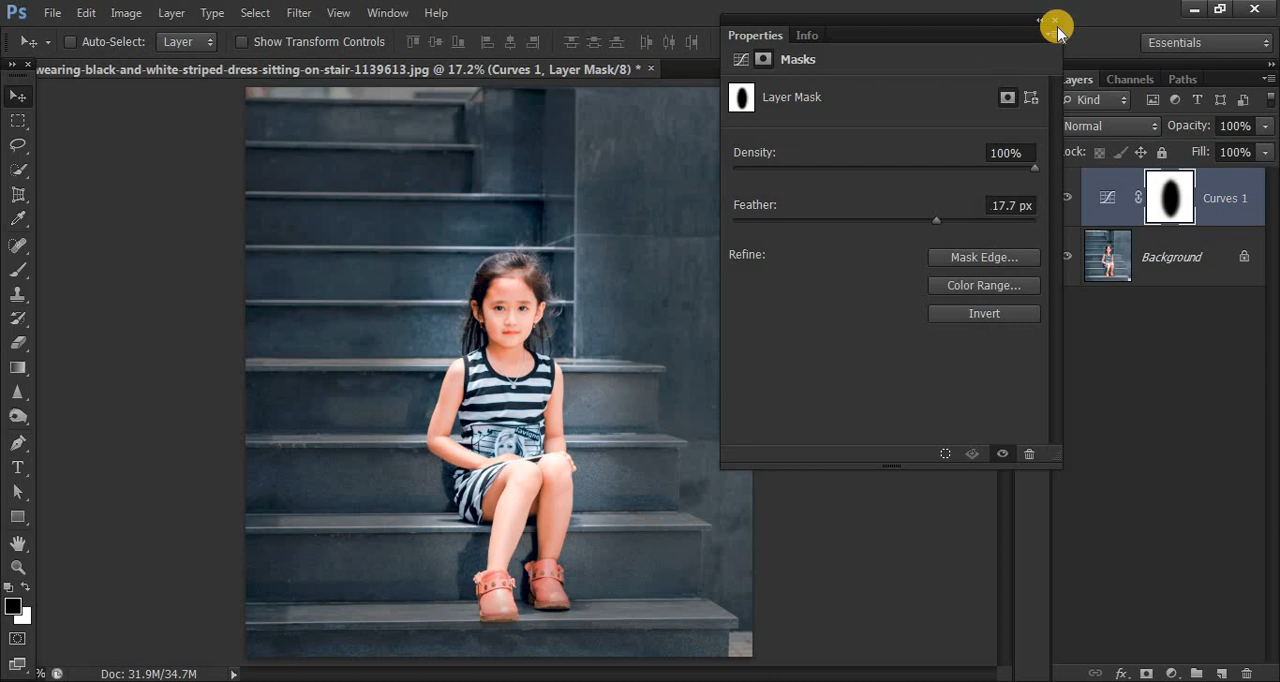 Ps File Edit Image Layer Type Select Filter View Window Help
Auto-Select: Layer Show Transform Controls Essentials
wearing-black-and-white-striped-dress-sitting-on-stair-1139613.jpg @ 17.2% (Curves 1, Layer Mask/8) * ×
Properties Info
Masks
Layer Mask
Density: 100%
Feather: 17.7 px
Refine: Mask Edge...
Color Range...
Invert
ayers Channels Paths
Kind
Normal Opacity: 100%
ock: Fill: 100%
Curves 1
Background
T
fx
% Doc: 31.9M/34.7M